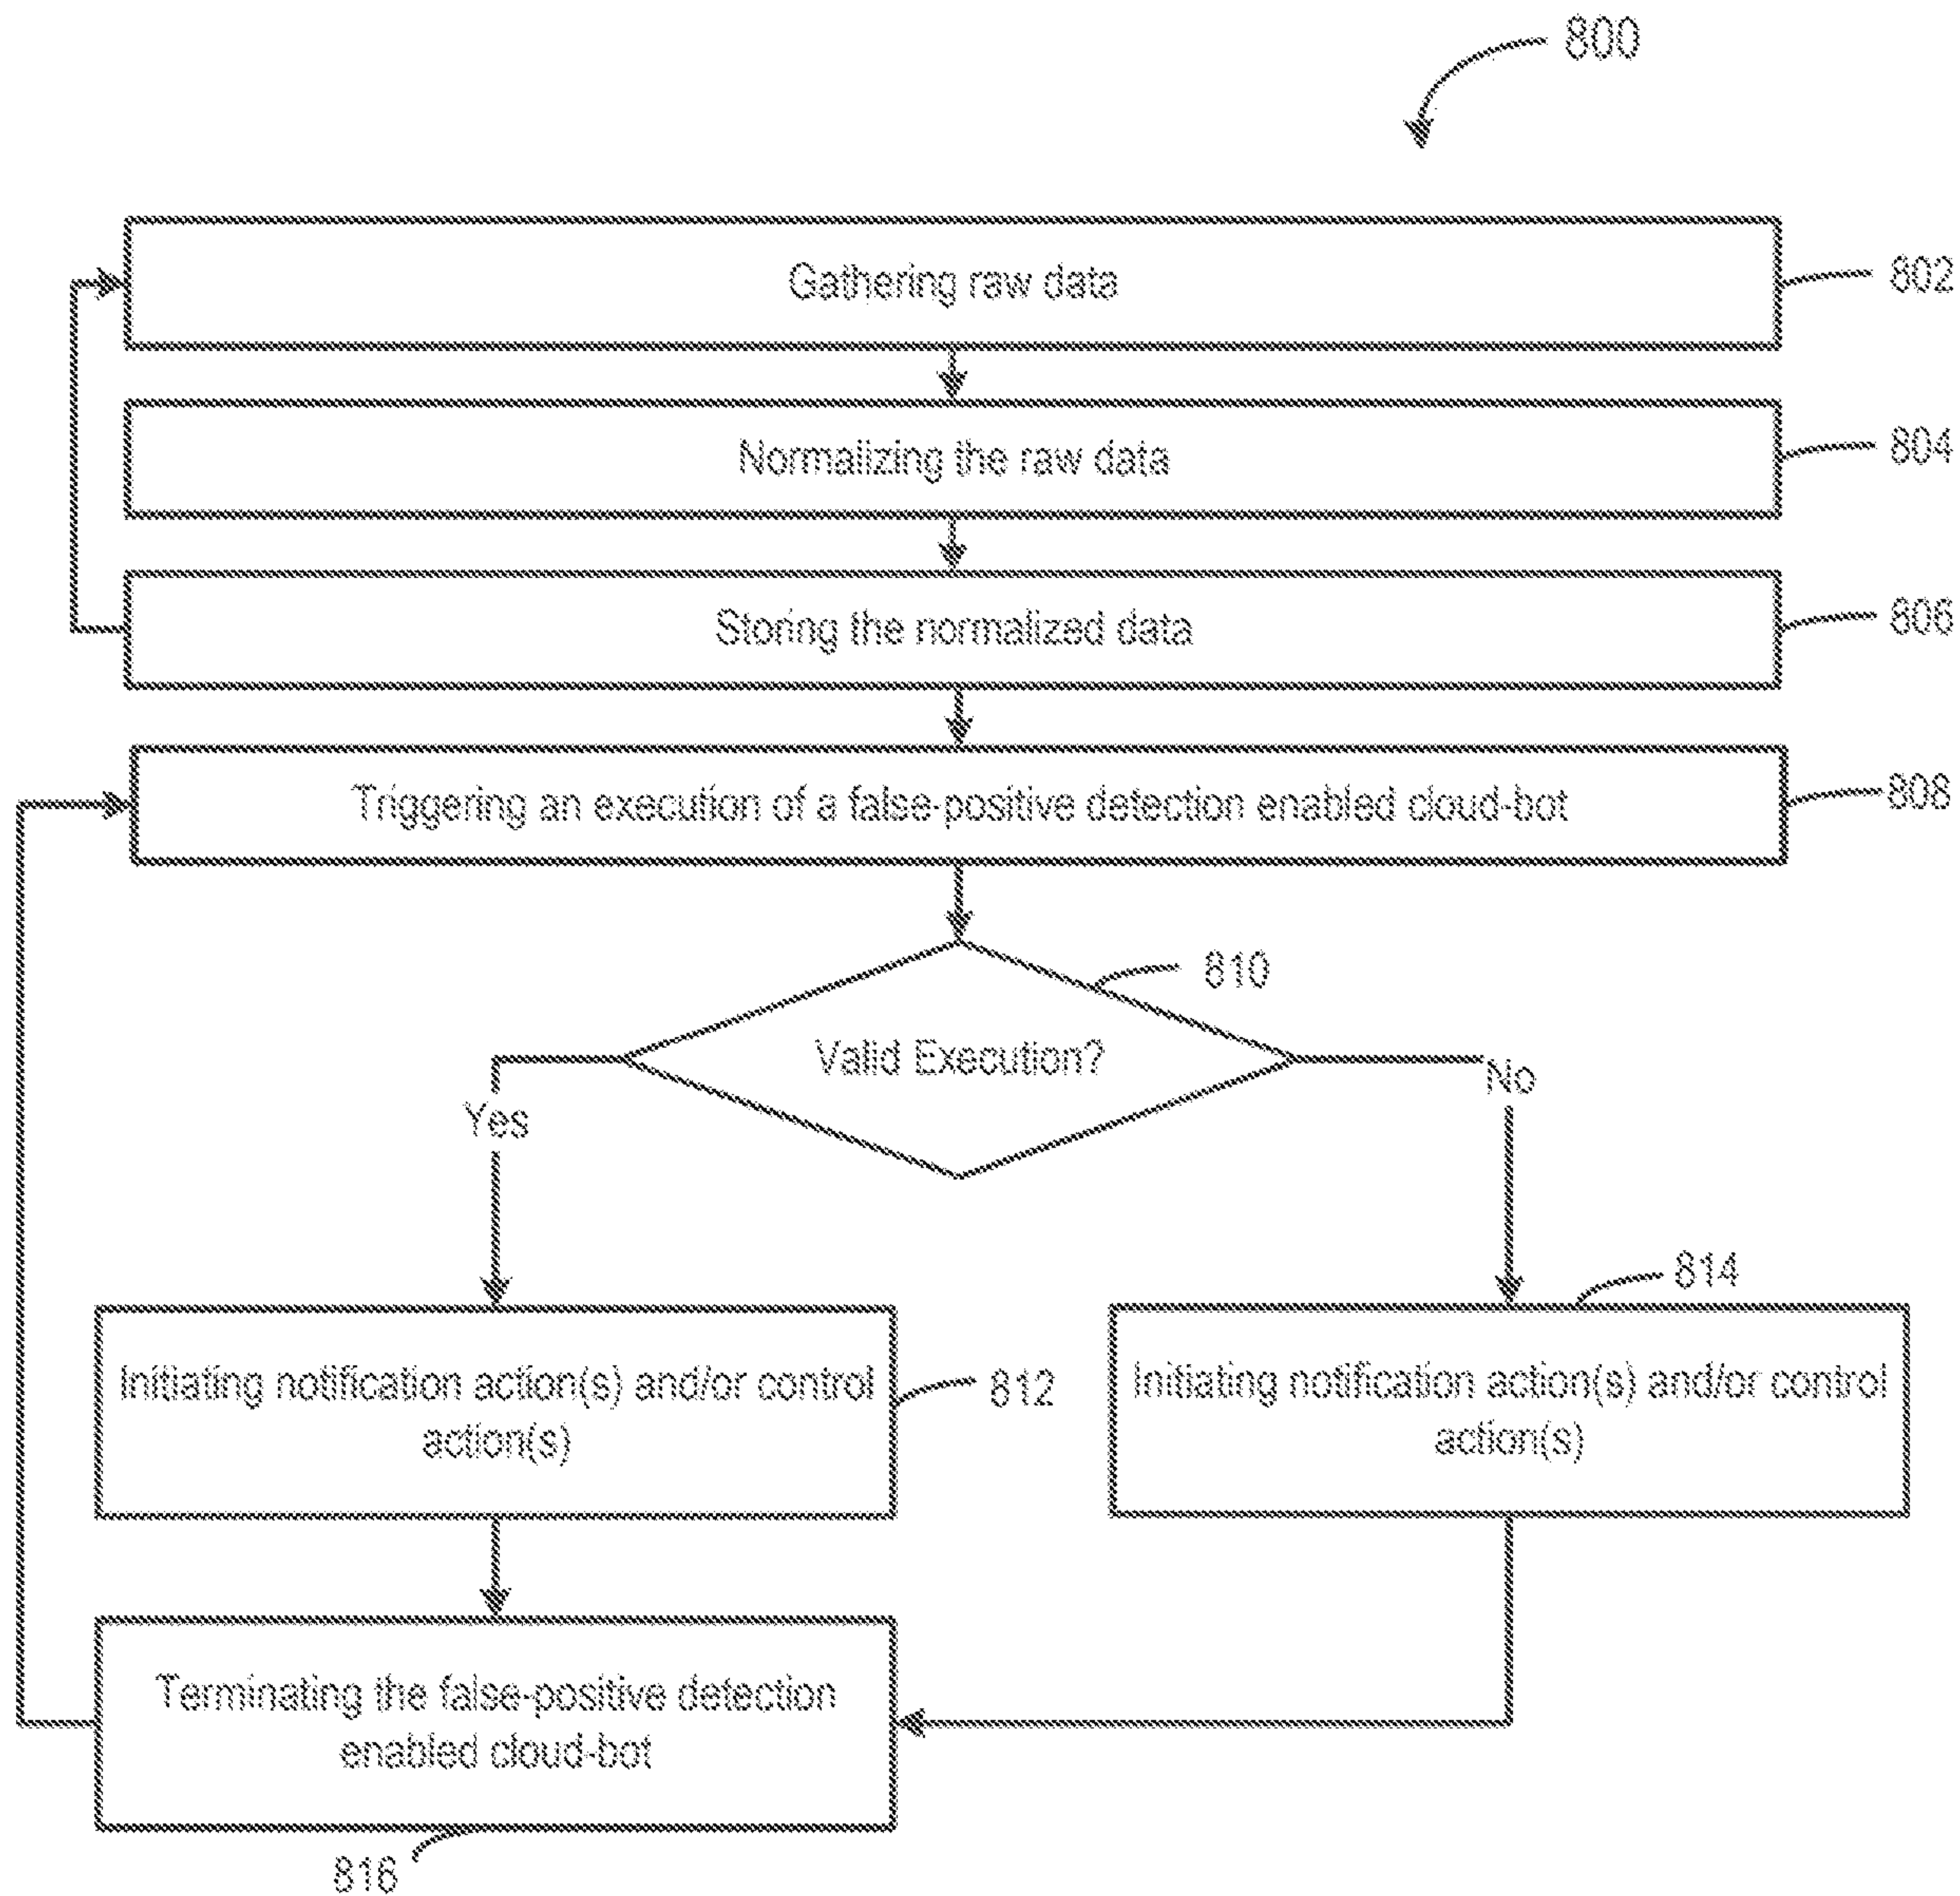 800
Gathering raw data
802
Normalizing the raw data
804
Storing the normalized data
806
Triggering an execution of a false-positive detection enabled cloud-bot
808
810
Valid Execution?
Yes
No
814
Initiating notification action(s) and/or control
action(s)
812
Initiating notification action(s) and/or control
action(s)
Terminating the false-positive detection
enabled cloud-bot
816